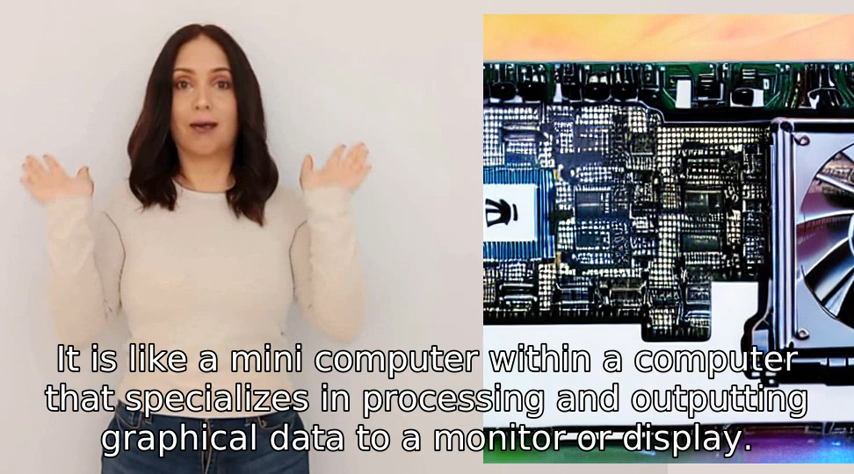 It is like a mini computer within a computer
that specializes in processing and outputting
graphical data to a monitor or display.